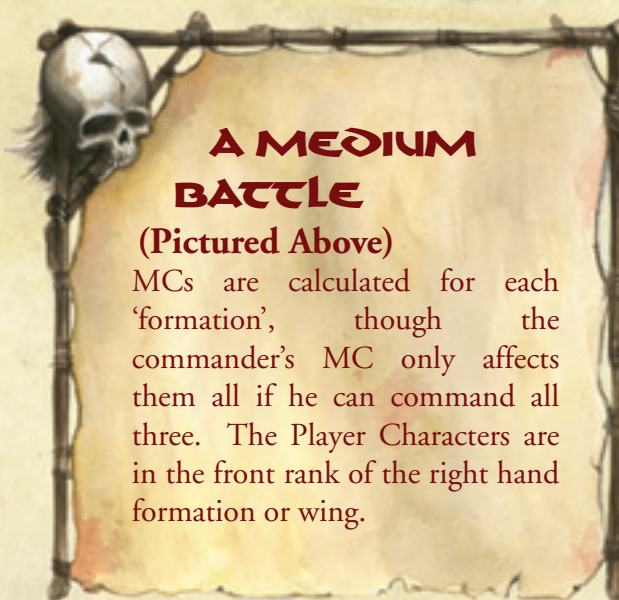 A MEDIUM
BATTLE
(Pictured Above)
MCs are calculated for each
‘formation’, though the
commander’s MC only affects
them all if he can command all
three. The Player Characters are
in the front rank of the right hand
formation or wing.